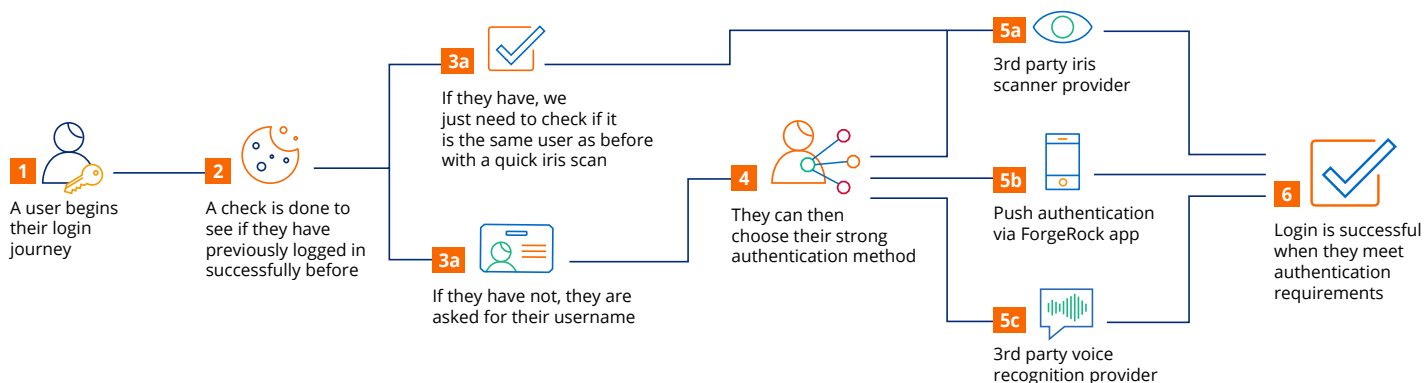 1
A user begins
their login
journey
2
A check is done to
see if they have
previously logged in
successfully before
3a
If they have, we
just need to check if it
is the same user as before
with a quick iris scan
3a
If they have not, they are
asked for their username
4
They can then
choose their strong
authentication method
5a
3rd party iris
scanner provider
5b
Push authentication
via ForgeRock app
5c
3rd party voice
recognition provider
6
Login is successful
when they meet
authentication
requirements